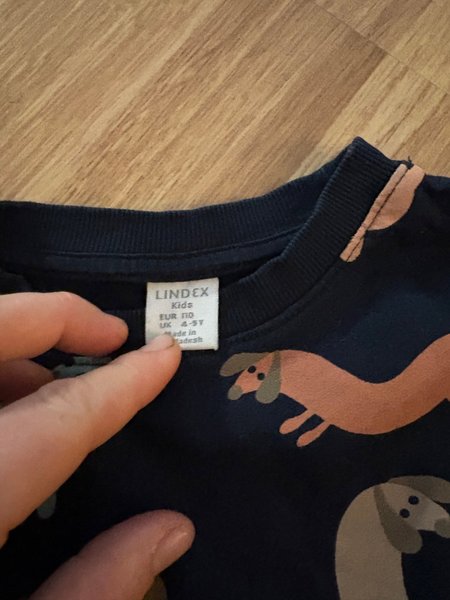 LINDEX
Kids
EUR 110
UK 4-5Y
Made in